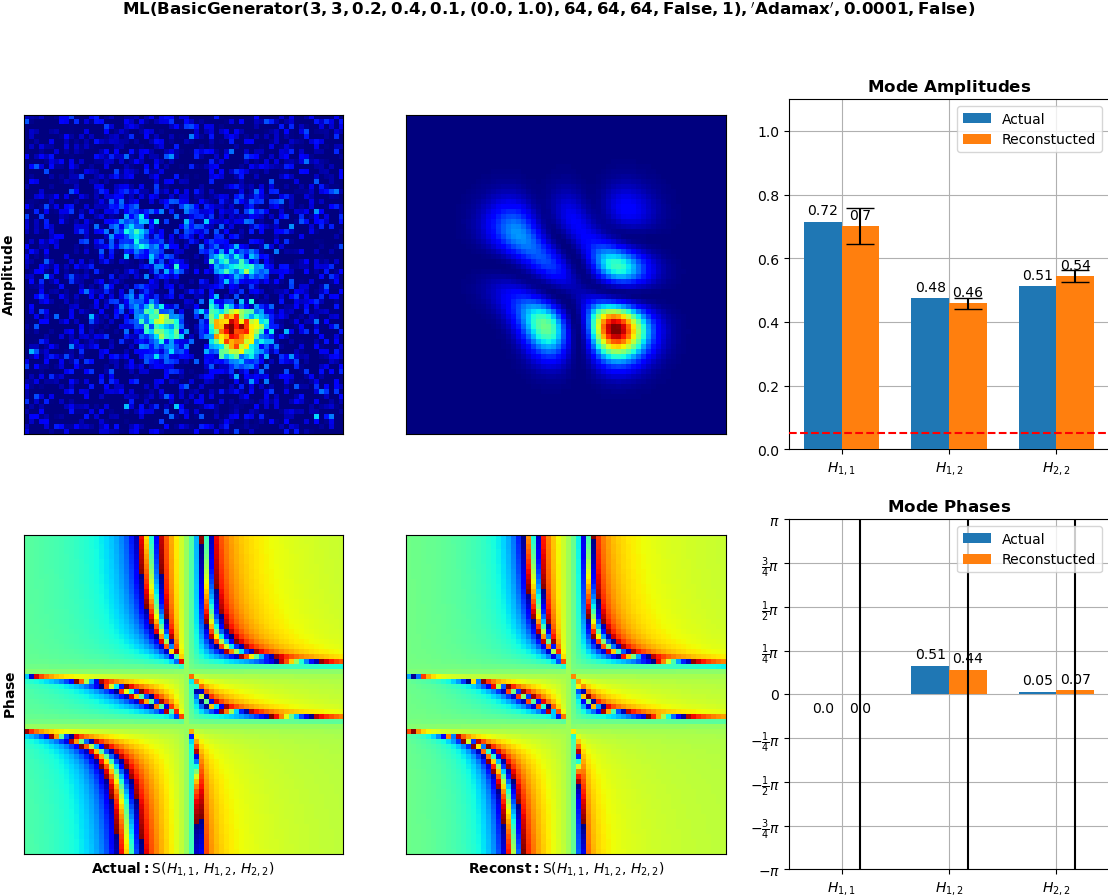 ML(BasicGenerator(3, 3, 0.2, 0.4, 0.1, (0.0, 1.0), 64, 64, 64, False, 1), ′Adamax′, 0.0001, False)
Amplitude
Mode Amplitudes
Actual
Reconstucted
1.0
0.8
0.6
0.4
0.2
0.0
0.72
0.7
0.48
0.46
0.51
0.54
H1,1
H1,2
H2,2
Phase
Actual: S(H1,1, H1,2, H2,2)
Reconst: S(H1,1, H1,2, H2,2)
Mode Phases
Actual
Reconstucted
π
3/4π
1/2π
1/4π
0
−1/4π
−1/2π
−3/4π
−π
0.0
0.0
0.51
0.44
0.05
0.07
H1,1
H1,2
H2,2